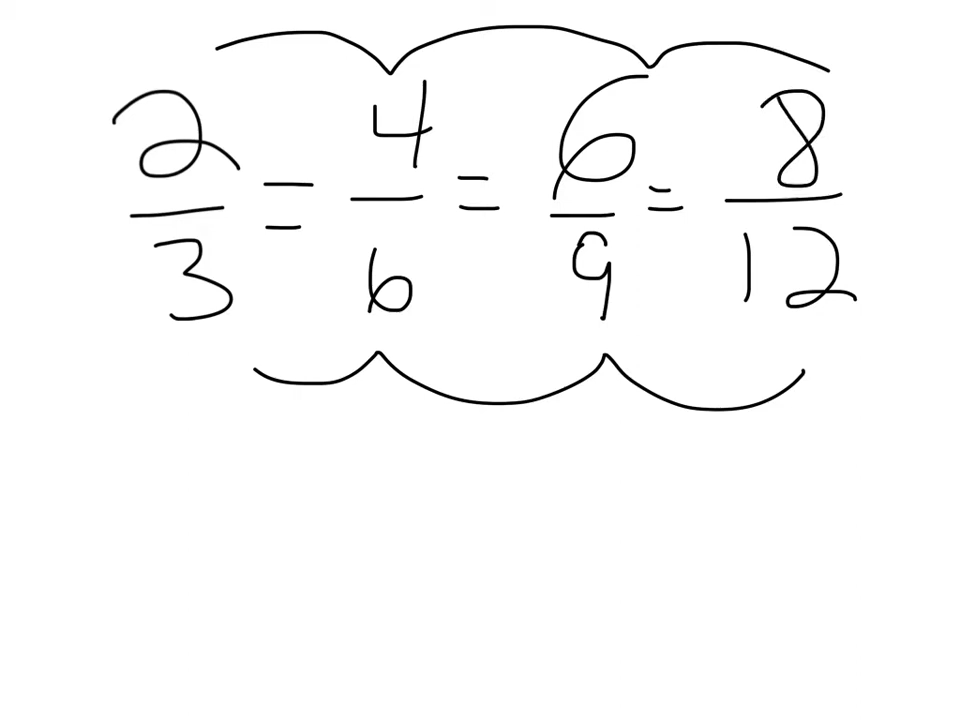 2/3 = 4/6 = 6/9 = 8/12